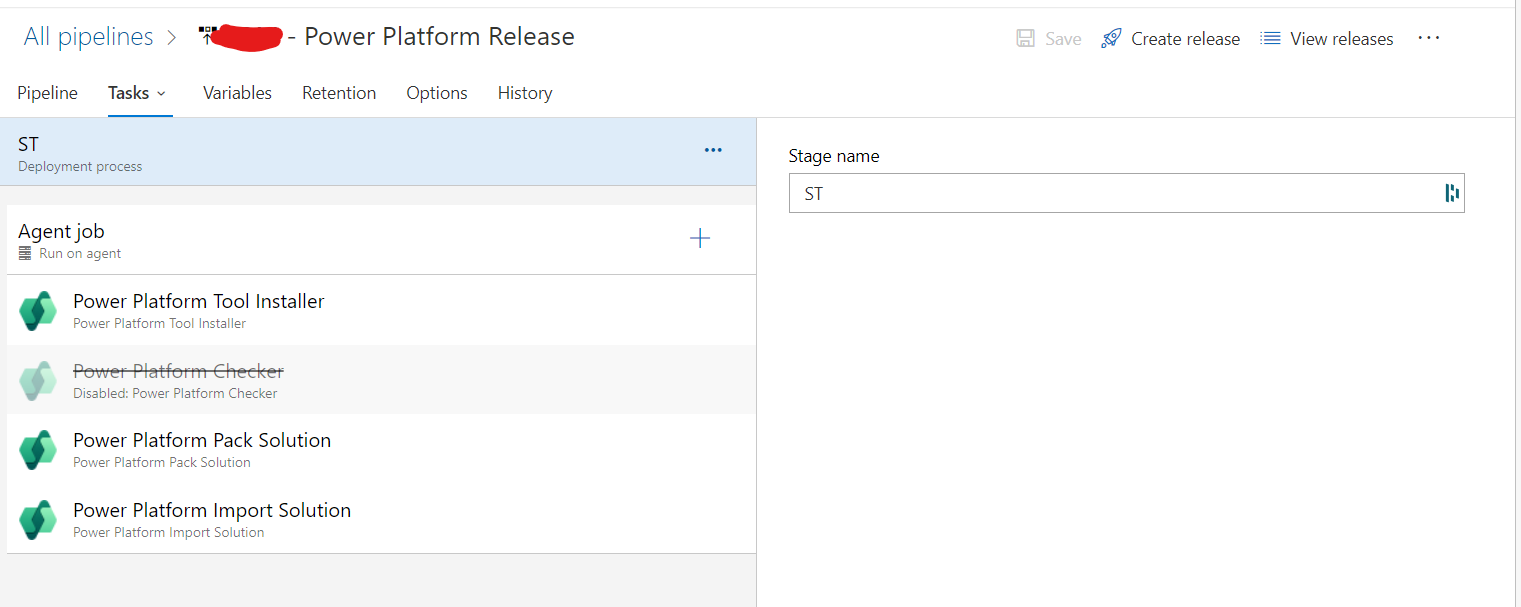 All pipelines > - Power Platform Release
Save Create release View releases ...
Pipeline Tasks Variables Retention Options History
ST
Deployment process
Agent job
Run on agent
Power Platform Tool Installer
Power Platform Tool Installer
Power Platform Checker
Disabled: Power Platform Checker
Power Platform Pack Solution
Power Platform Pack Solution
Power Platform Import Solution
Power Platform Import Solution
Stage name
ST